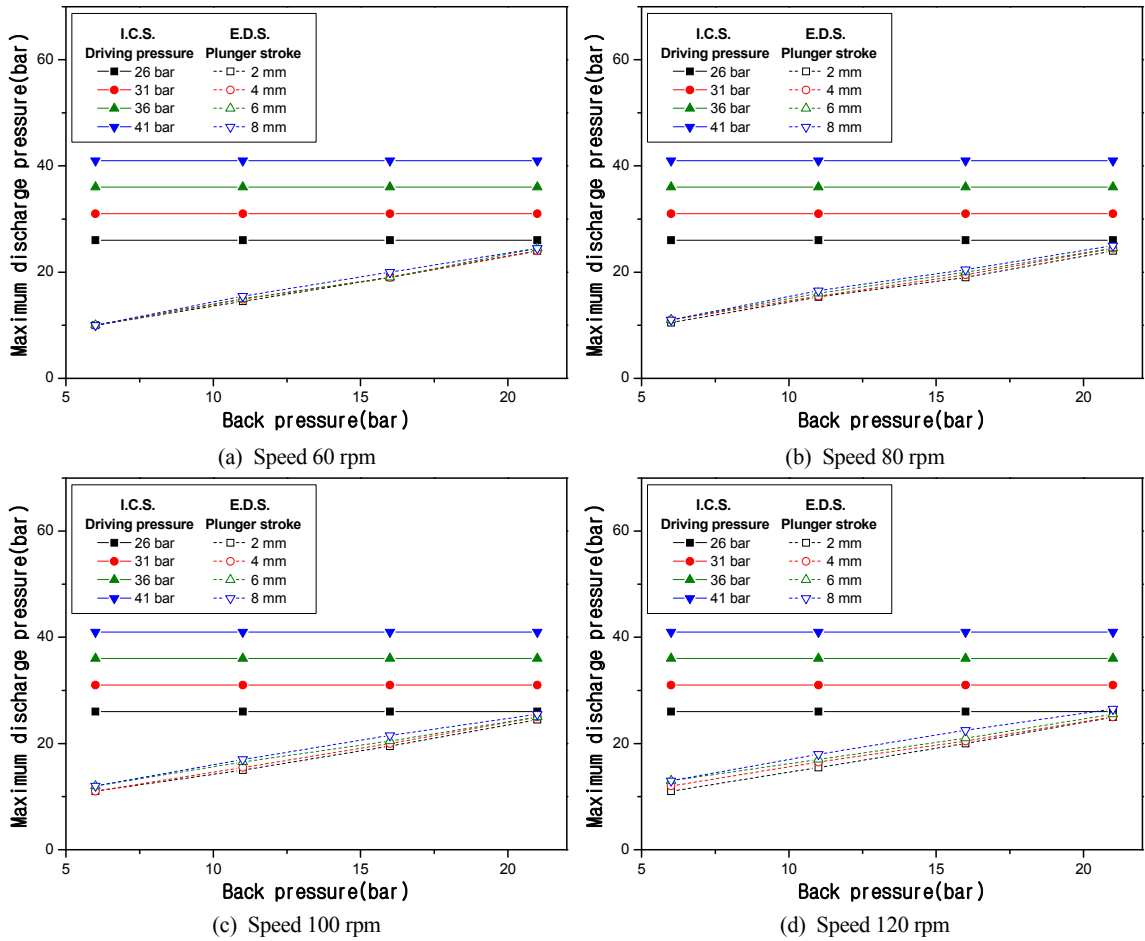 I.C.S. E.D.S.
Driving pressure Plunger stroke
26 bar 2 mm
31 bar 4 mm
36 bar 6 mm
41 bar 8 mm
Maximum discharge pressure(bar)
60
40
20
0
5 10 15 20
Back pressure(bar)
(a) Speed 60 rpm
I.C.S. E.D.S.
Driving pressure Plunger stroke
26 bar 2 mm
31 bar 4 mm
36 bar 6 mm
41 bar 8 mm
Maximum discharge pressure(bar)
60
40
20
0
5 10 15 20
Back pressure(bar)
(b) Speed 80 rpm
I.C.S. E.D.S.
Driving pressure Plunger stroke
26 bar 2 mm
31 bar 4 mm
36 bar 6 mm
41 bar 8 mm
Maximum discharge pressure(bar)
60
40
20
0
5 10 15 20
Back pressure(bar)
(c) Speed 100 rpm
I.C.S. E.D.S.
Driving pressure Plunger stroke
26 bar 2 mm
31 bar 4 mm
36 bar 6 mm
41 bar 8 mm
Maximum discharge pressure(bar)
60
40
20
0
5 10 15 20
Back pressure(bar)
(d) Speed 120 rpm